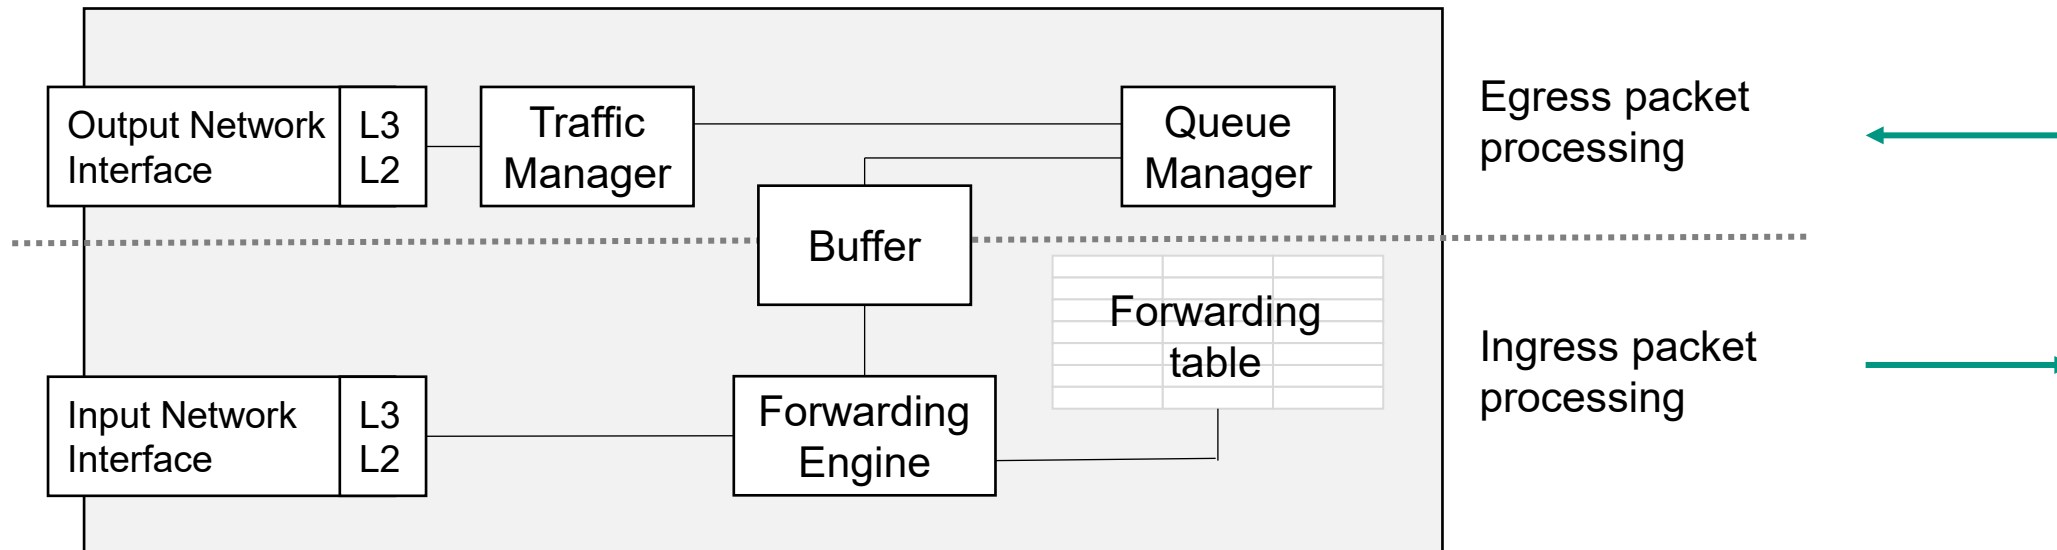 Output Network
Interface
L3
L2
Traffic
Manager
Queue
Manager
Egress packet
processing
Buffer
Forwarding
table
Ingress packet
processing
Input Network
Interface
L3
L2
Forwarding
Engine